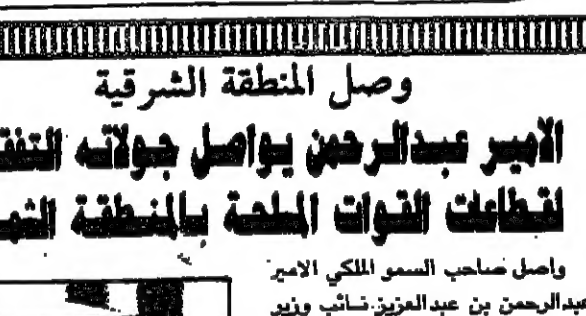 وصل المنطقة الشرقية
الامير عبدالرحمن يواصل جولاته
لقطاعات القوات المسلحة بالمنطقة
واصل صاحب السمو الملكي الامير
عبدالرحمن بن عبدالعزيز نائب وزير